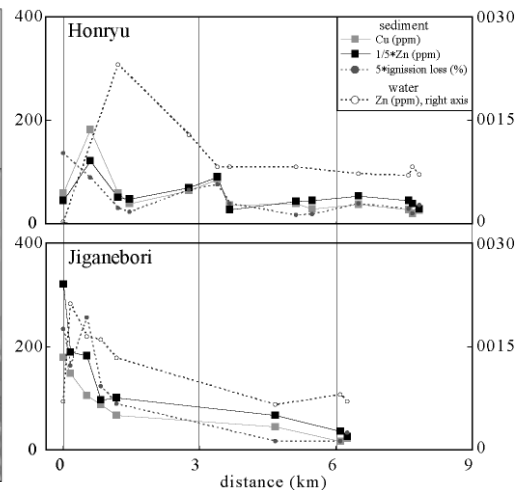 400
Honryu
200
0
sediment
Cu (ppm)
1/5*Zn (ppm)
5*ignission loss (%)
water
Zn (ppm), right axis
0030
0015
0
400
Jiganebori
200
0
0030
0015
0
0 3 6 9
distance (km)